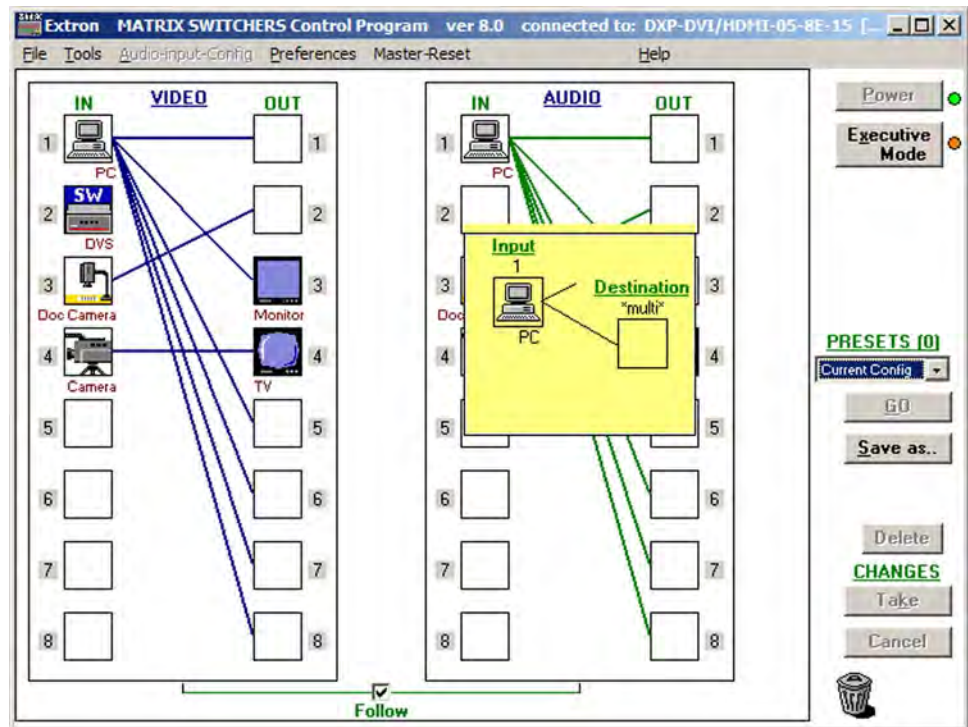 Extron MATRIX SWITCHERS Control Program ver 8.0 connected to: DXP-DVI/HDMI-05-8E-15 [...
File Tools Audio-input-Config Preferences Master-Reset Help
IN VIDEO OUT
1 PC 1
SW
2 DVS 2
3 Doc Camera 3 Monitor
4 Camera 4 TV
5 5
6 6
7 7
8 8
IN AUDIO OUT
1 PC 1
2 2
3 Doc 3
4 4
5 5
6 6
7 7
8 8
Input
1
PC
Destination
*multi*
Follow
Power
Executive
Mode
PRESETS (0)
Current Config
GO
Save as..
Delete
CHANGES
Take
Cancel